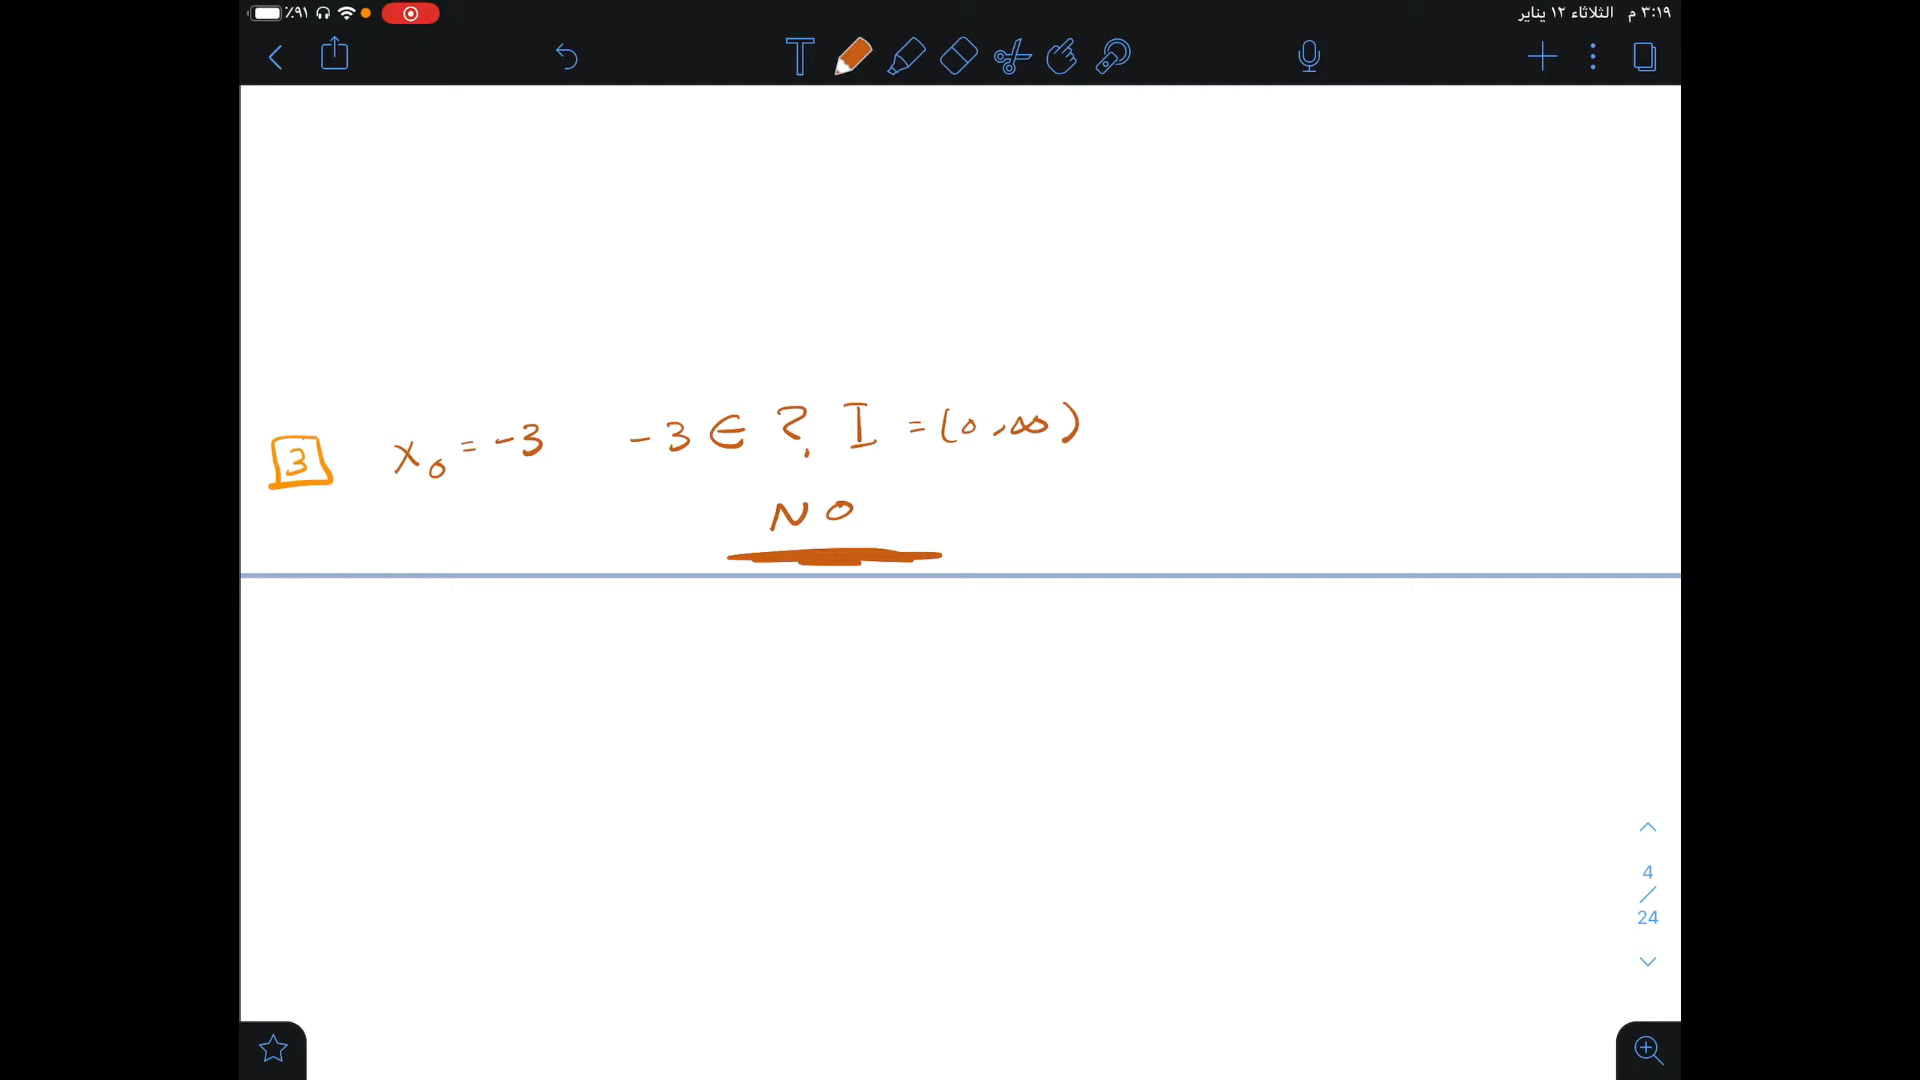 ٪٩١
٣:١٩ م الثلاثاء ١٢ يناير
T
3 x₀ = -3 -3 ∈ ? I = (0,∞)
NO
4
/
24